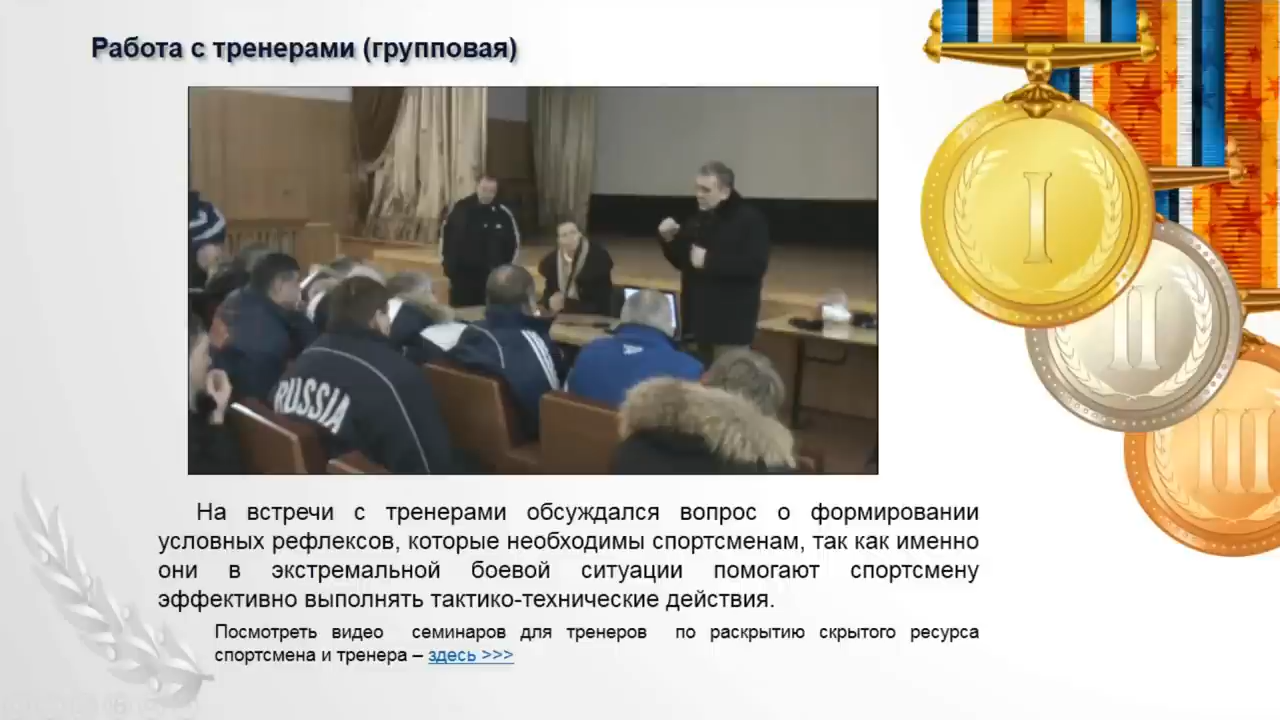 Работа с тренерами (групповая)
I
II
III
RUSSIA
На встречи с тренерами обсуждался вопрос о формировании
условных рефлексов, которые необходимы спортсменам, так как именно
они в экстремальной боевой ситуации помогают спортсмену
эффективно выполнять тактико-технические действия.
Посмотреть видео семинаров для тренеров по раскрытию скрытого ресурса
спортсмена и тренера – здесь >>>